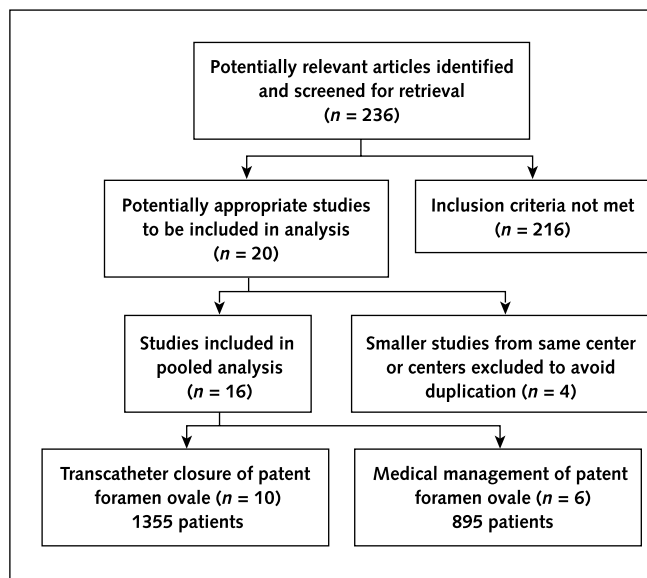 Potentially relevant articles identified
and screened for retrieval
(n = 236)
Potentially appropriate studies
to be included in analysis
(n = 20)
Inclusion criteria not met
(n = 216)
Studies included in
pooled analysis
(n = 16)
Smaller studies from same center
or centers excluded to avoid
duplication (n = 4)
Transcatheter closure of patent
foramen ovale (n = 10)
1355 patients
Medical management of patent
foramen ovale (n = 6)
895 patients